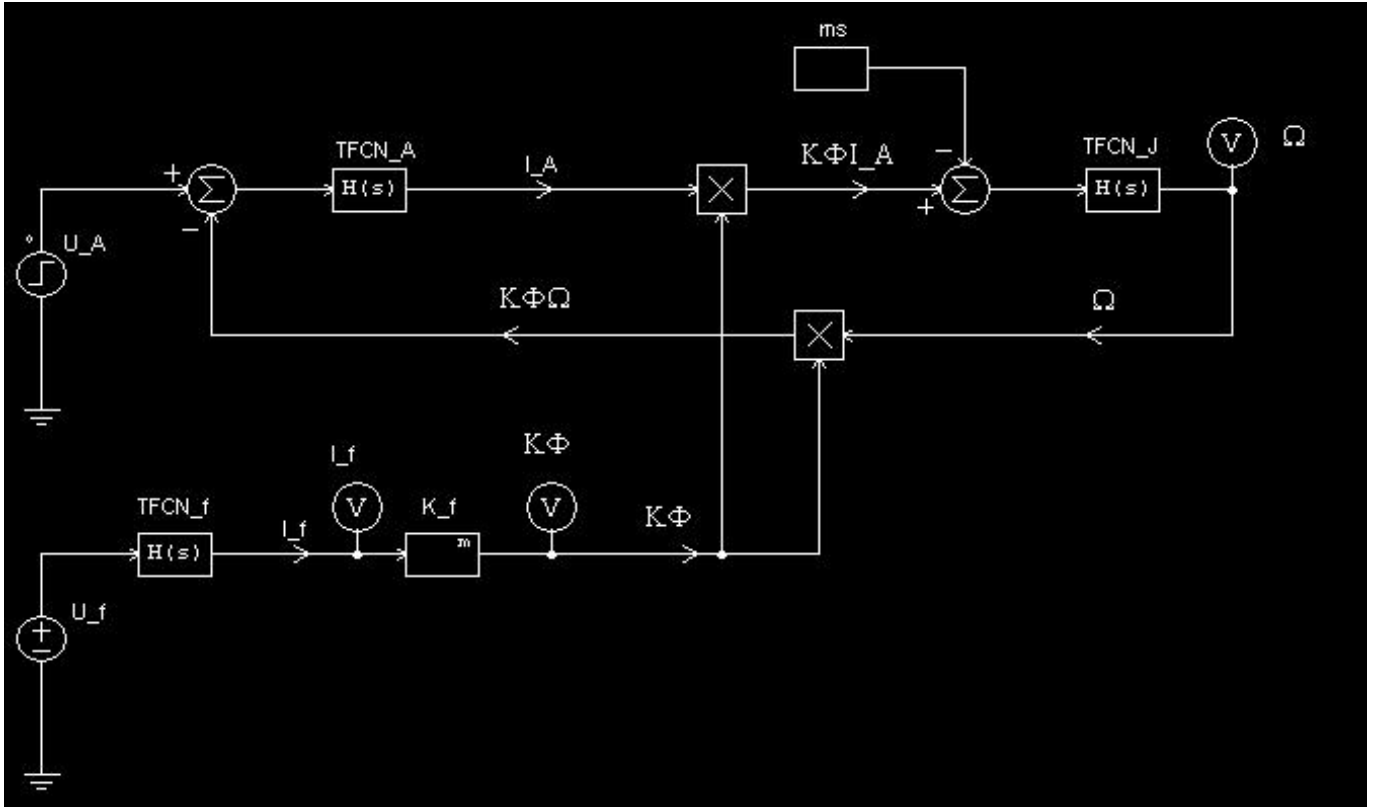 ms
TFCN_A
I_A
KΦI_A
TFCN_J
V
Ω
+
Σ
H(s)
−
Σ
+
H(s)
U_A
−
KΦΩ
Ω
I_f
KΦ
TFCN_f
V
K_f
V
KΦ
H(s)
I_f
m
U_f
+
−